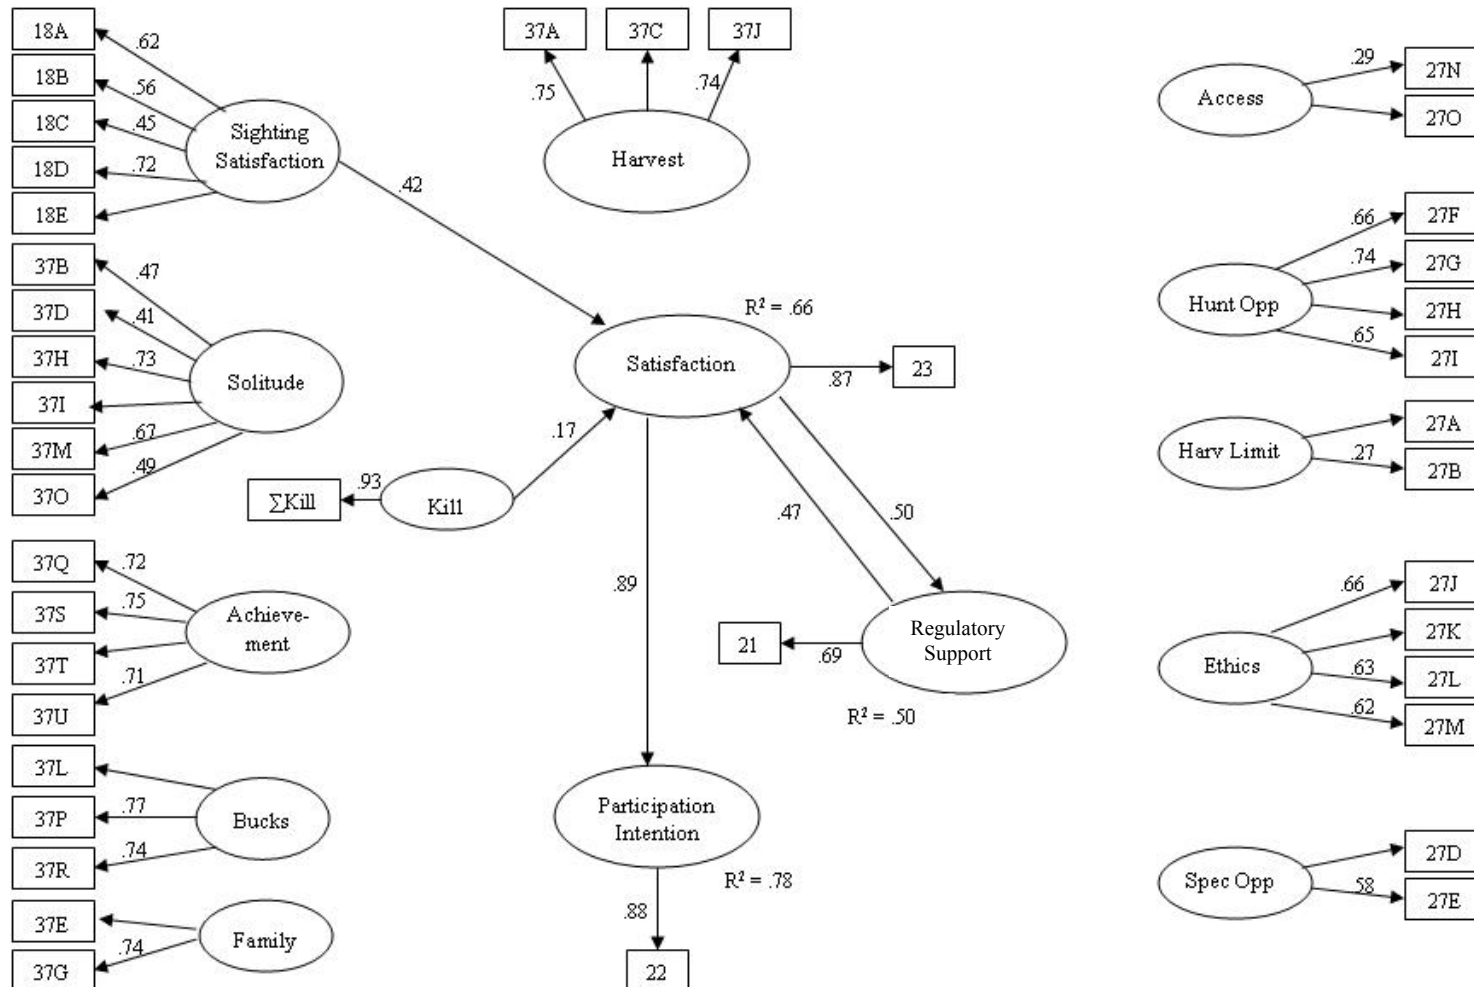 18A
.62
18B
.56
18C
.45
18D
.72
18E
Sighting
Satisfaction
.42
37A
37C
37J
.75
.74
Harvest
Access
.29
27N
27O
37B
.47
37D
.41
37H
.73
37I
37M
.67
37O
.49
Solitude
R² = .66
Satisfaction
.87
23
Hunt Opp
.66
27F
.74
27G
27H
.65
27I
Harv Limit
27A
.27
27B
∑Kill
.93
Kill
.17
.47
.50
.89
37Q
.72
37S
.75
37T
.71
37U
Achieve-
ment
21
.69
Regulatory
Support
R² = .50
Ethics
.66
27J
27K
.63
27L
.62
27M
37L
37P
.77
37R
.74
Bucks
Participation
Intention
R² = .78
.88
22
Spec Opp
27D
.58
27E
37E
37G
.74
Family